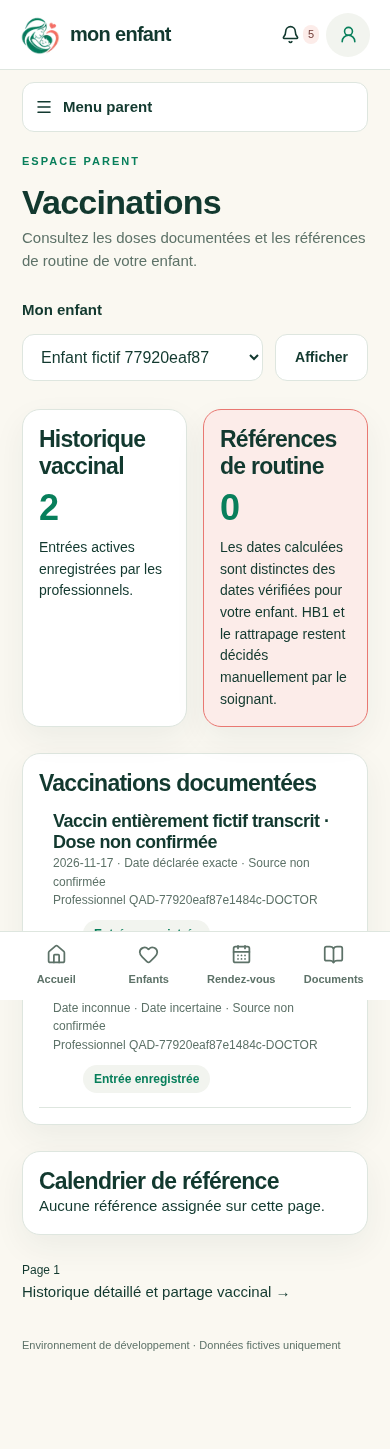 mon enfant
5
Menu parent
ESPACE PARENT
Vaccinations
Consultez les doses documentées et les références
de routine de votre enfant.
Mon enfant
Enfant fictif 77920eaf87
Afficher
Historique
vaccinal
2
Entrées actives
enregistrées par les
professionnels.
Références
de routine
0
Les dates calculées
sont distinctes des
dates vérifiées pour
votre enfant. HB1 et
le rattrapage restent
décidés
manuellement par le
soignant.
Vaccinations documentées
Vaccin entièrement fictif transcrit ·
Dose non confirmée
2026-11-17 · Date déclarée exacte · Source non
confirmée
Professionnel QAD-77920eaf87e1484c-DOCTOR
Accueil
Enfants
Rendez-vous
Documents
Date inconnue · Date incertaine · Source non
confirmée
Professionnel QAD-77920eaf87e1484c-DOCTOR
Entrée enregistrée
Calendrier de référence
Aucune référence assignée sur cette page.
Page 1
Historique détaillé et partage vaccinal →
Environnement de développement · Données fictives uniquement